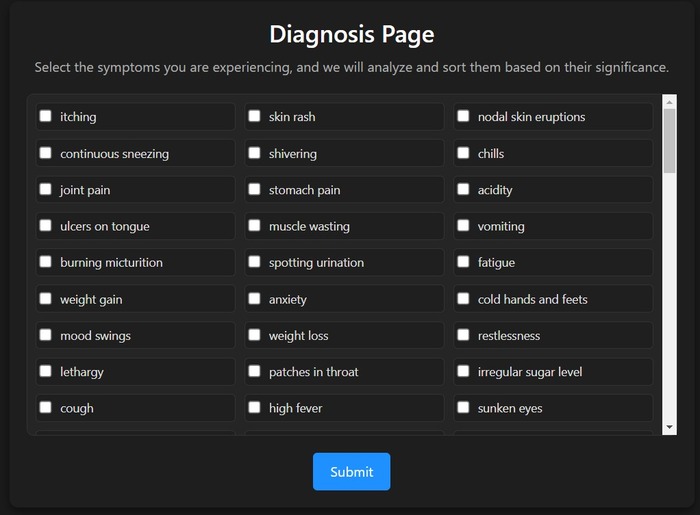 Diagnosis Page
Select the symptoms you are experiencing, and we will analyze and sort them based on their significance.
itching
skin rash
nodal skin eruptions
continuous sneezing
shivering
chills
joint pain
stomach pain
acidity
ulcers on tongue
muscle wasting
vomiting
burning micturition
spotting urination
fatigue
weight gain
anxiety
cold hands and feets
mood swings
weight loss
restlessness
lethargy
patches in throat
irregular sugar level
cough
high fever
sunken eyes
Submit